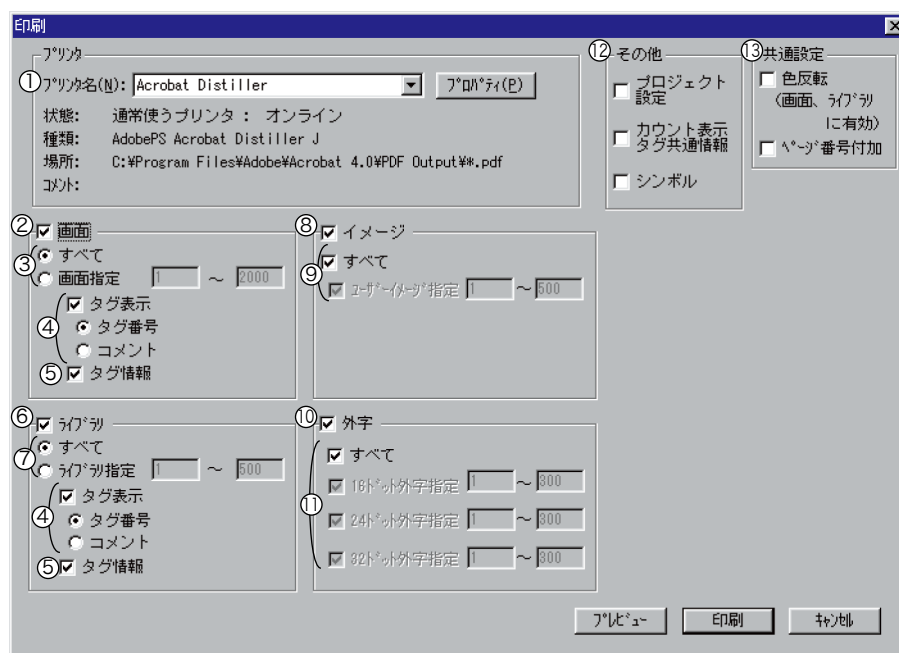 印刷
プリンタ
① プリンタ名(N): Acrobat Distiller プロパティ(P)
状態: 通常使うプリンタ : オンライン
種類: AdobePS Acrobat Distiller J
場所: C:¥Program Files¥Adobe¥Acrobat 4.0¥PDF Output¥*.pdf
コメント:
② 画面
③ すべて
画面指定 1 ～ 2000
④ タグ表示
タグ番号
コメント
⑤ タグ情報
⑥ ライブラリ
⑦ すべて
ライブラリ指定 1 ～ 500
④ タグ表示
タグ番号
コメント
⑤ タグ情報
⑧ イメージ
⑨ すべて
ユーザーイメージ指定 1 ～ 500
⑩ 外字
⑪ すべて
16ドット外字指定 1 ～ 300
24ドット外字指定 1 ～ 300
32ドット外字指定 1 ～ 300
⑫ その他
プロジェクト
設定
カウント表示
タグ共通情報
シンボル
⑬ 共通設定
色反転
(画面、ライブラリ
に有効)
ページ番号付加
プレビュー 印刷 キャンセル